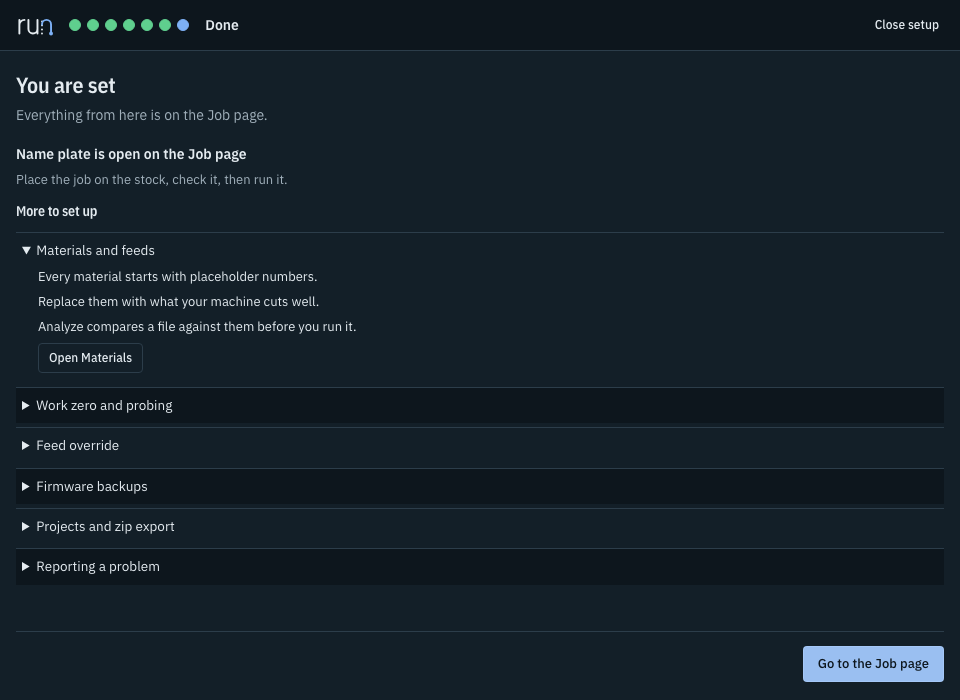 run
Done
Close setup
You are set
Everything from here is on the Job page.
Name plate is open on the Job page
Place the job on the stock, check it, then run it.
More to set up
Materials and feeds
Every material starts with placeholder numbers.
Replace them with what your machine cuts well.
Analyze compares a file against them before you run it.
Open Materials
Work zero and probing
Feed override
Firmware backups
Projects and zip export
Reporting a problem
Go to the Job page